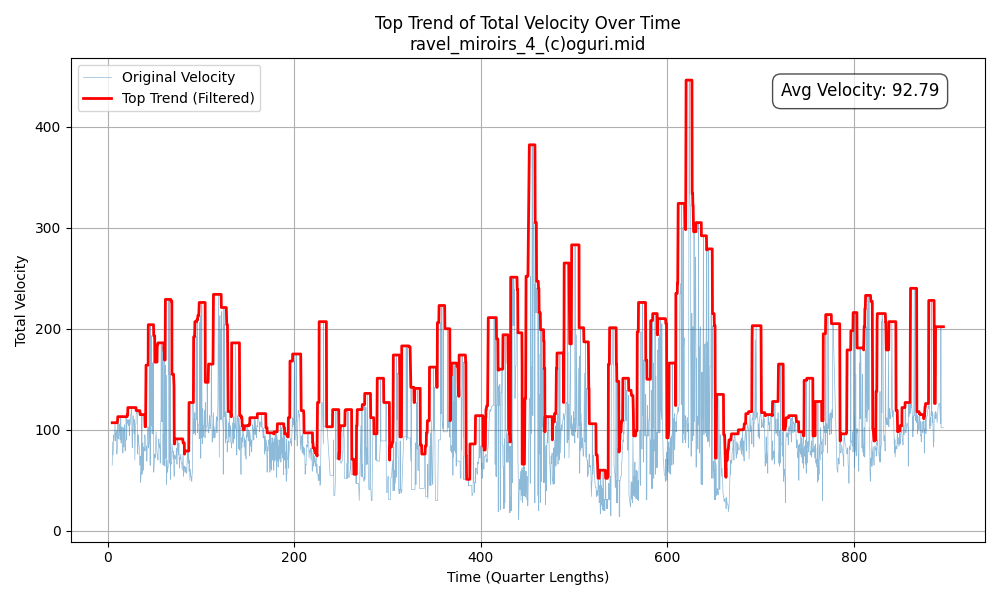 Top Trend of Total Velocity Over Time
ravel_miroirs_4_(c)oguri.mid
Original Velocity
Top Trend (Filtered)
Avg Velocity: 92.79
400
300
200
100
0
Total Velocity
0 200 400 600 800
Time (Quarter Lengths)